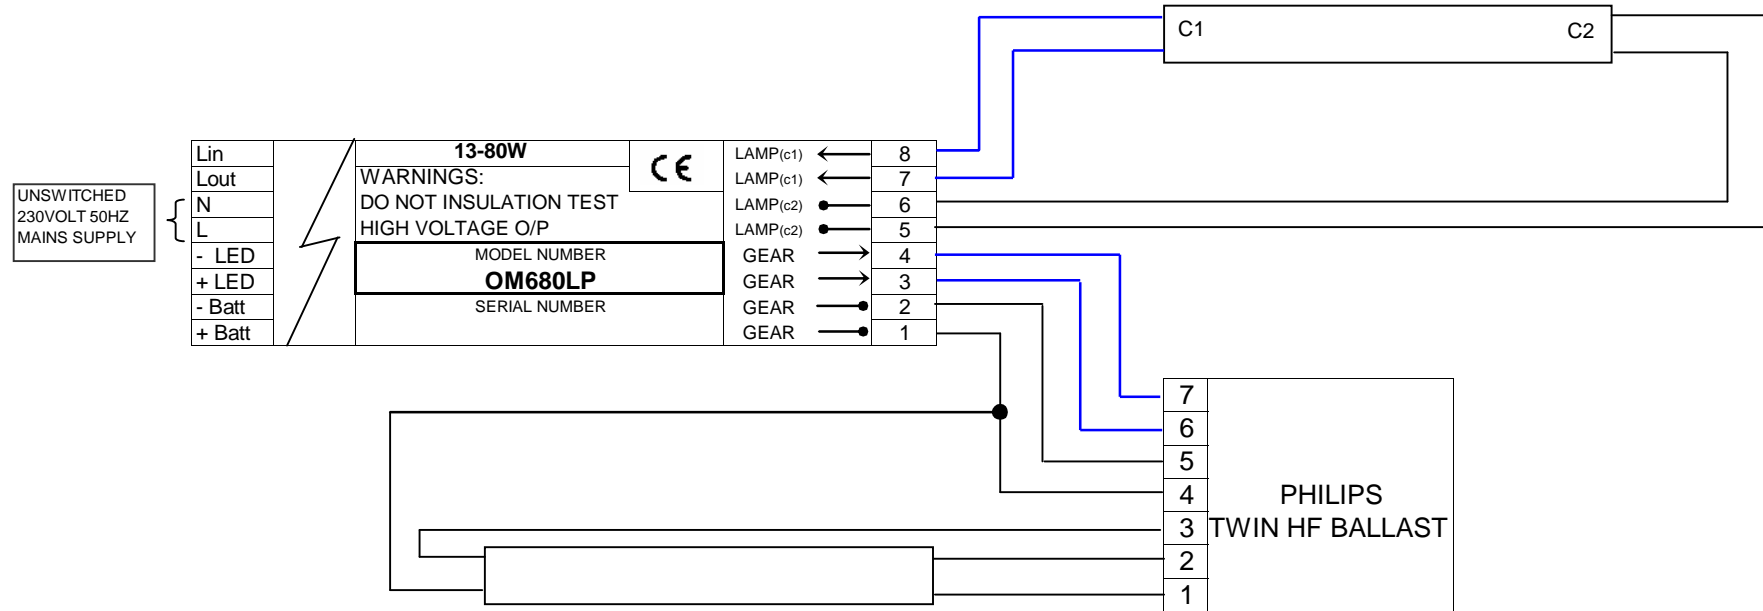 C1 C2
UNSWITCHED
230VOLT 50HZ
MAINS SUPPLY
Lin 13-80W CE LAMP(c1) 8
Lout WARNINGS: LAMP(c1) 7
N DO NOT INSULATION TEST LAMP(c2) 6
L HIGH VOLTAGE O/P LAMP(c2) 5
- LED MODEL NUMBER GEAR 4
+ LED OM680LP GEAR 3
- Batt SERIAL NUMBER GEAR 2
+ Batt GEAR 1
7
6
5
4 PHILIPS
3 TWIN HF BALLAST
2
1